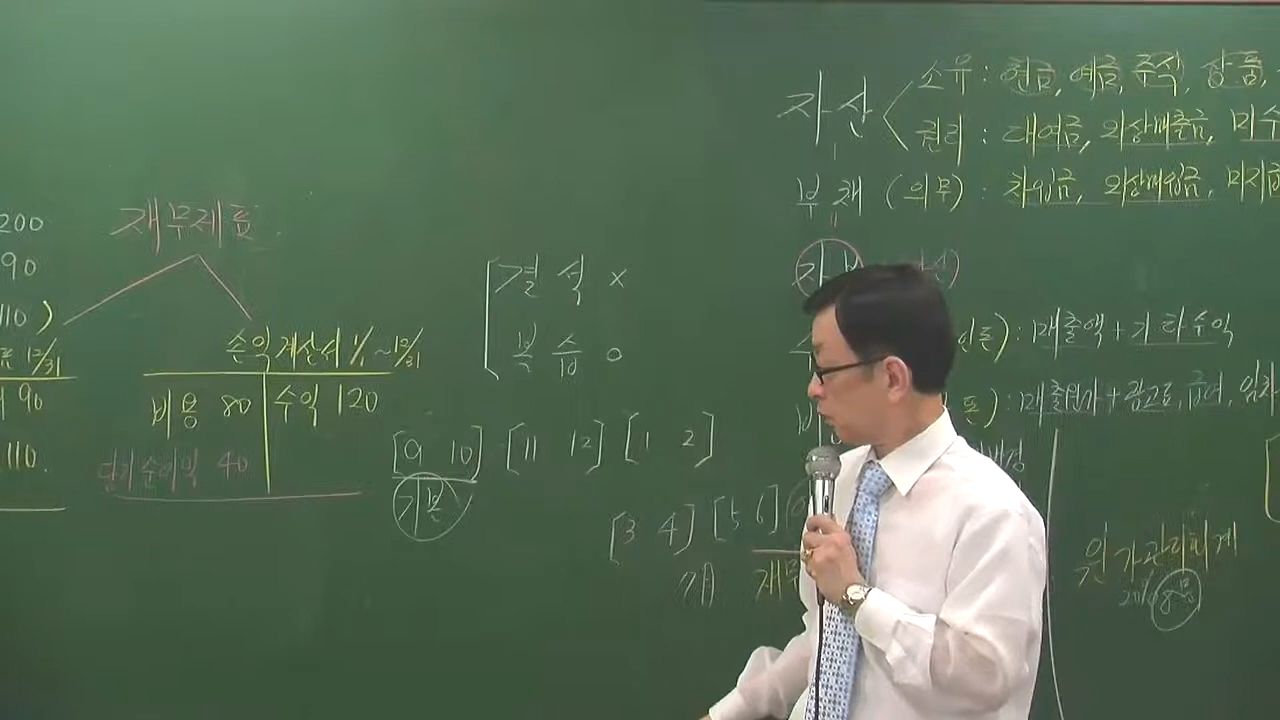 200
90
110 )
12/31
90
110.
재무제표
손익계산서 1/1 ~ 12/31
비용 80 수익 120
당기순이익 40
결석 x
복습 o
[9 10] [11 12] [1 2]
기본
[3 4] [5 6]
7月 재무
자산
소유 : 현금, 예금, 주식, 상품,
권리 : 대여금, 외상매출금, 미수
부채 (의무) : 차입금, 외상매입금, 미지급
자본
: 매출액 + 기타수익
: 매출원가 + 광고료, 급여, 임차
원가관리회계